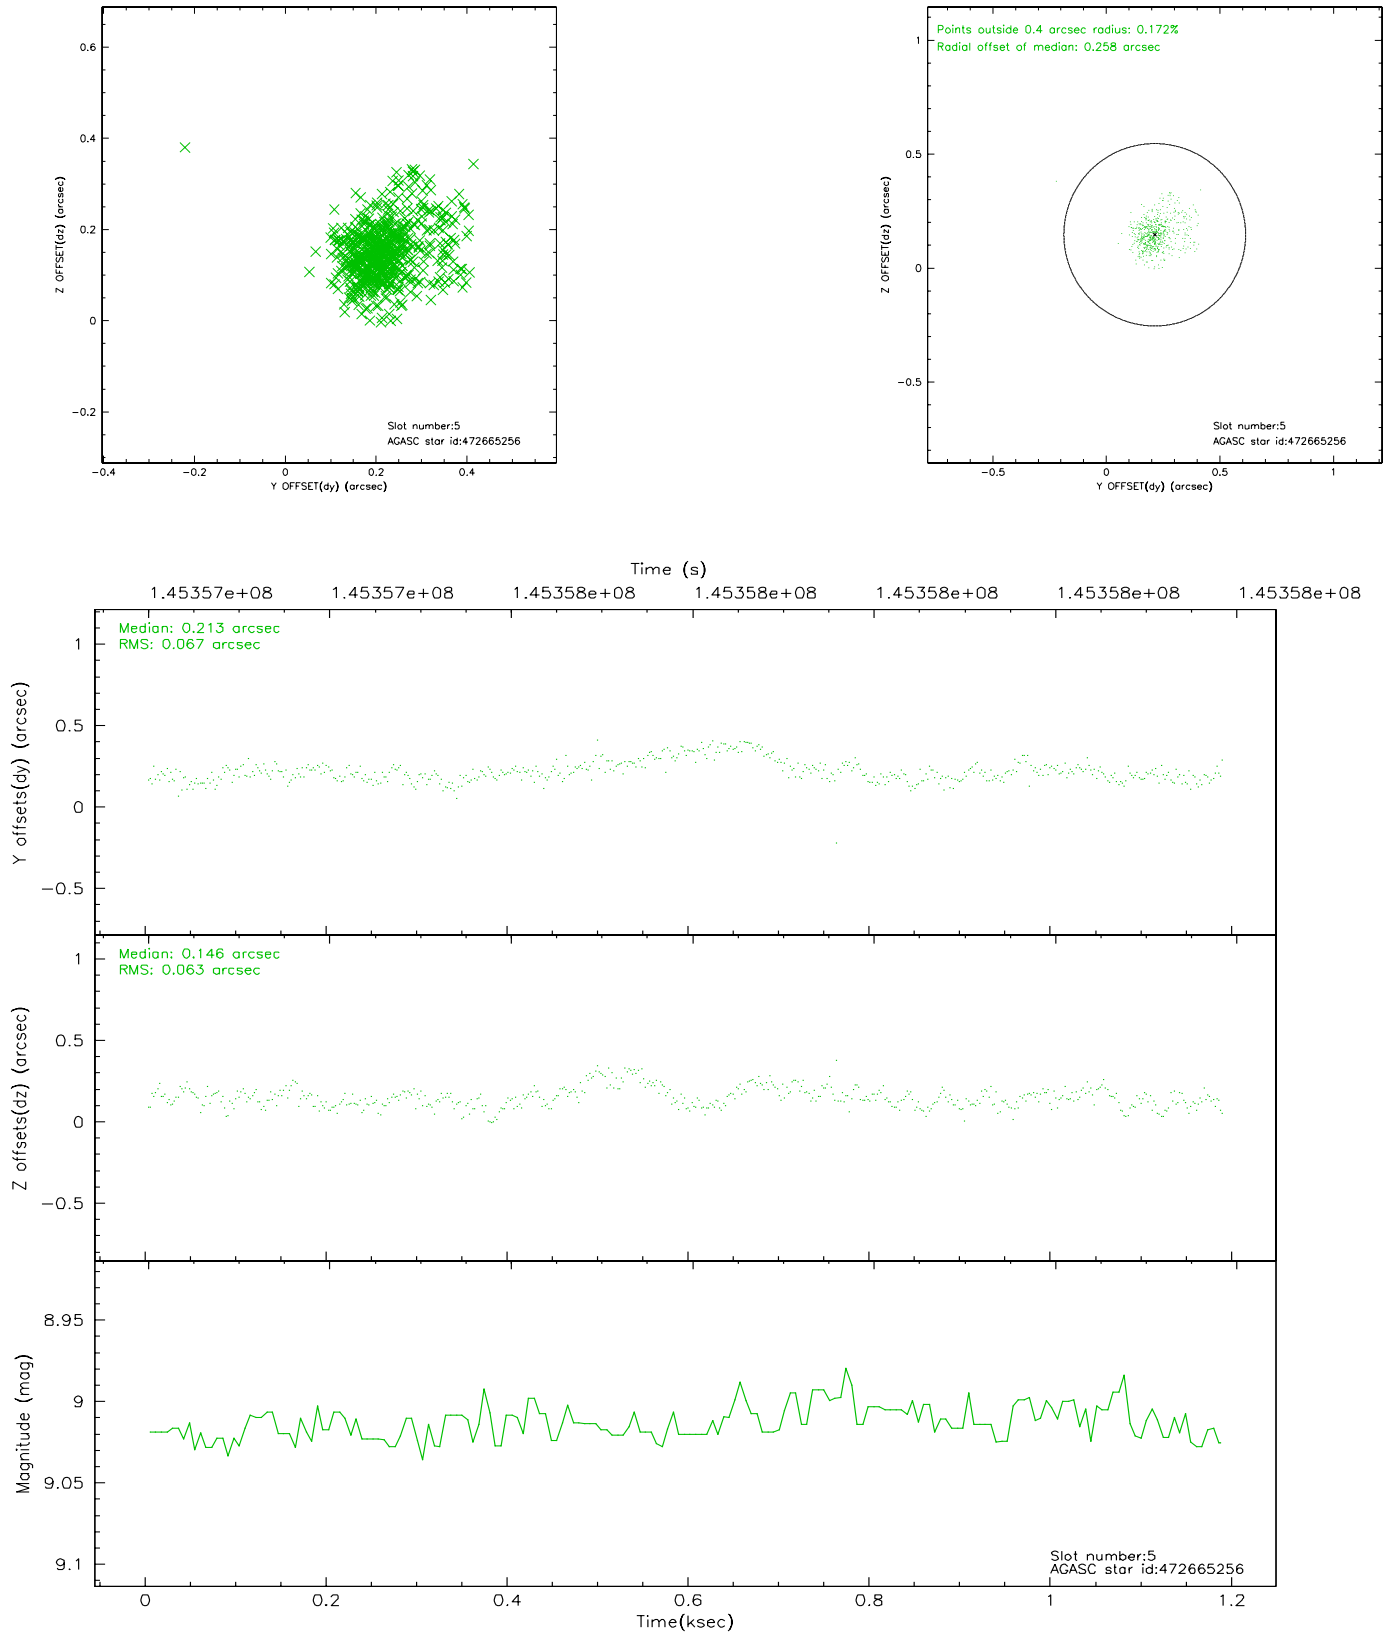 0.6
0.4
0.2
0
−0.2
Z OFFSET(dz) (arcsec)
−0.4 −0.2 0 0.2 0.4
Y OFFSET(dy) (arcsec)
Slot number:5
AGASC star id:472665256
Points outside 0.4 arcsec radius: 0.172%
Radial offset of median: 0.258 arcsec
1
0.5
0
−0.5
Z OFFSET(dz) (arcsec)
−0.5 0 0.5 1
Y OFFSET(dy) (arcsec)
Slot number:5
AGASC star id:472665256
Time (s)
1.45357e+08 1.45357e+08 1.45358e+08 1.45358e+08 1.45358e+08 1.45358e+08 1.45358e+08
Median: 0.213 arcsec
RMS: 0.067 arcsec
1
0.5
0
−0.5
Y offsets(dy) (arcsec)
Median: 0.146 arcsec
RMS: 0.063 arcsec
1
0.5
0
−0.5
Z offsets(dz) (arcsec)
8.95
9
9.05
9.1
Magnitude (mag)
Slot number:5
AGASC star id:472665256
0 0.2 0.4 0.6 0.8 1 1.2
Time(ksec)